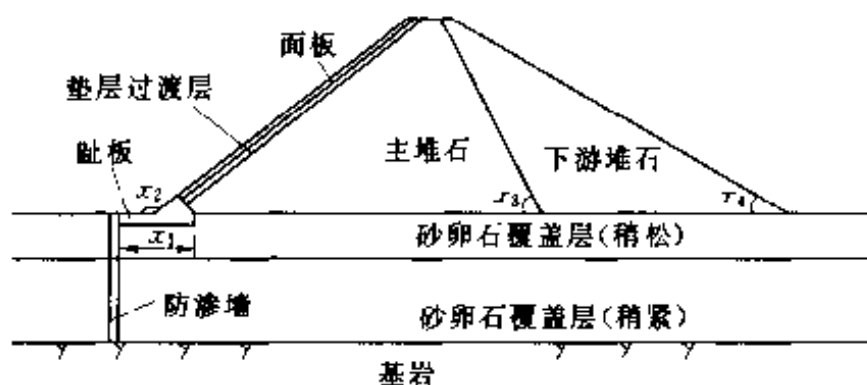 面板
垫层过渡层
趾板
主堆石
下游堆石
x₂
x₃
x₄
x₁
砂卵石覆盖层(稍松)
防渗墙
砂卵石覆盖层(稍紧)
基岩